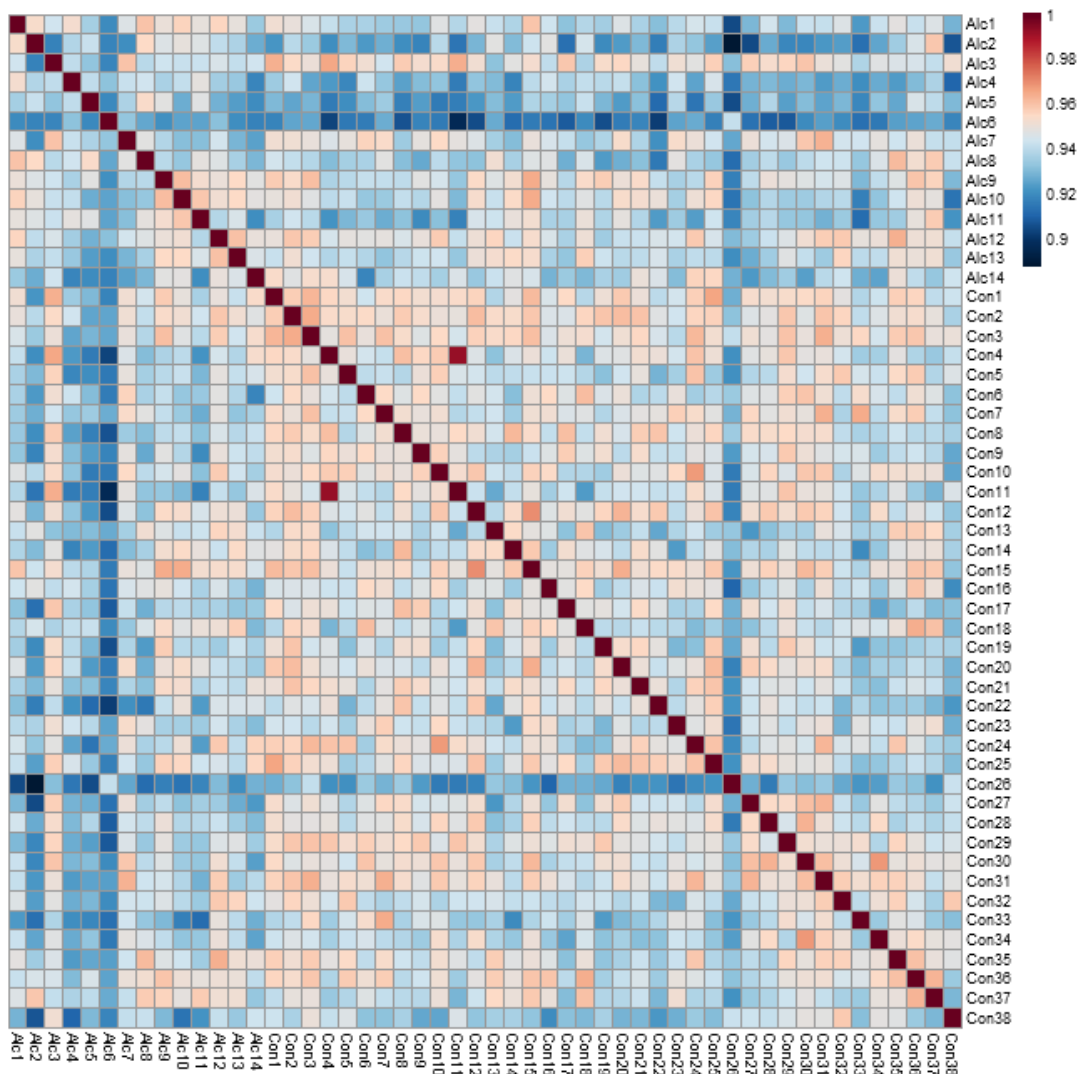 Alc1
Alc2
Alc3
Alc4
Alc5
Alc6
Alc7
Alc8
Alc9
Alc10
Alc11
Alc12
Alc13
Alc14
Con1
Con2
Con3
Con4
Con5
Con6
Con7
Con8
Con9
Con10
Con11
Con12
Con13
Con14
Con15
Con16
Con17
Con18
Con19
Con20
Con21
Con22
Con23
Con24
Con25
Con26
Con27
Con28
Con29
Con30
Con31
Con32
Con33
Con34
Con35
Con36
Con37
Con38
1
0.98
0.96
0.94
0.92
0.9
Alc1
Alc2
Alc3
Alc4
Alc5
Alc6
Alc7
Alc8
Alc9
Alc10
Alc11
Alc12
Alc13
Alc14
Con1
Con2
Con3
Con4
Con5
Con6
Con7
Con8
Con9
Con10
Con11
Con12
Con13
Con14
Con15
Con16
Con17
Con18
Con19
Con20
Con21
Con22
Con23
Con24
Con25
Con26
Con27
Con28
Con29
Con30
Con31
Con32
Con33
Con34
Con35
Con36
Con37
Con38